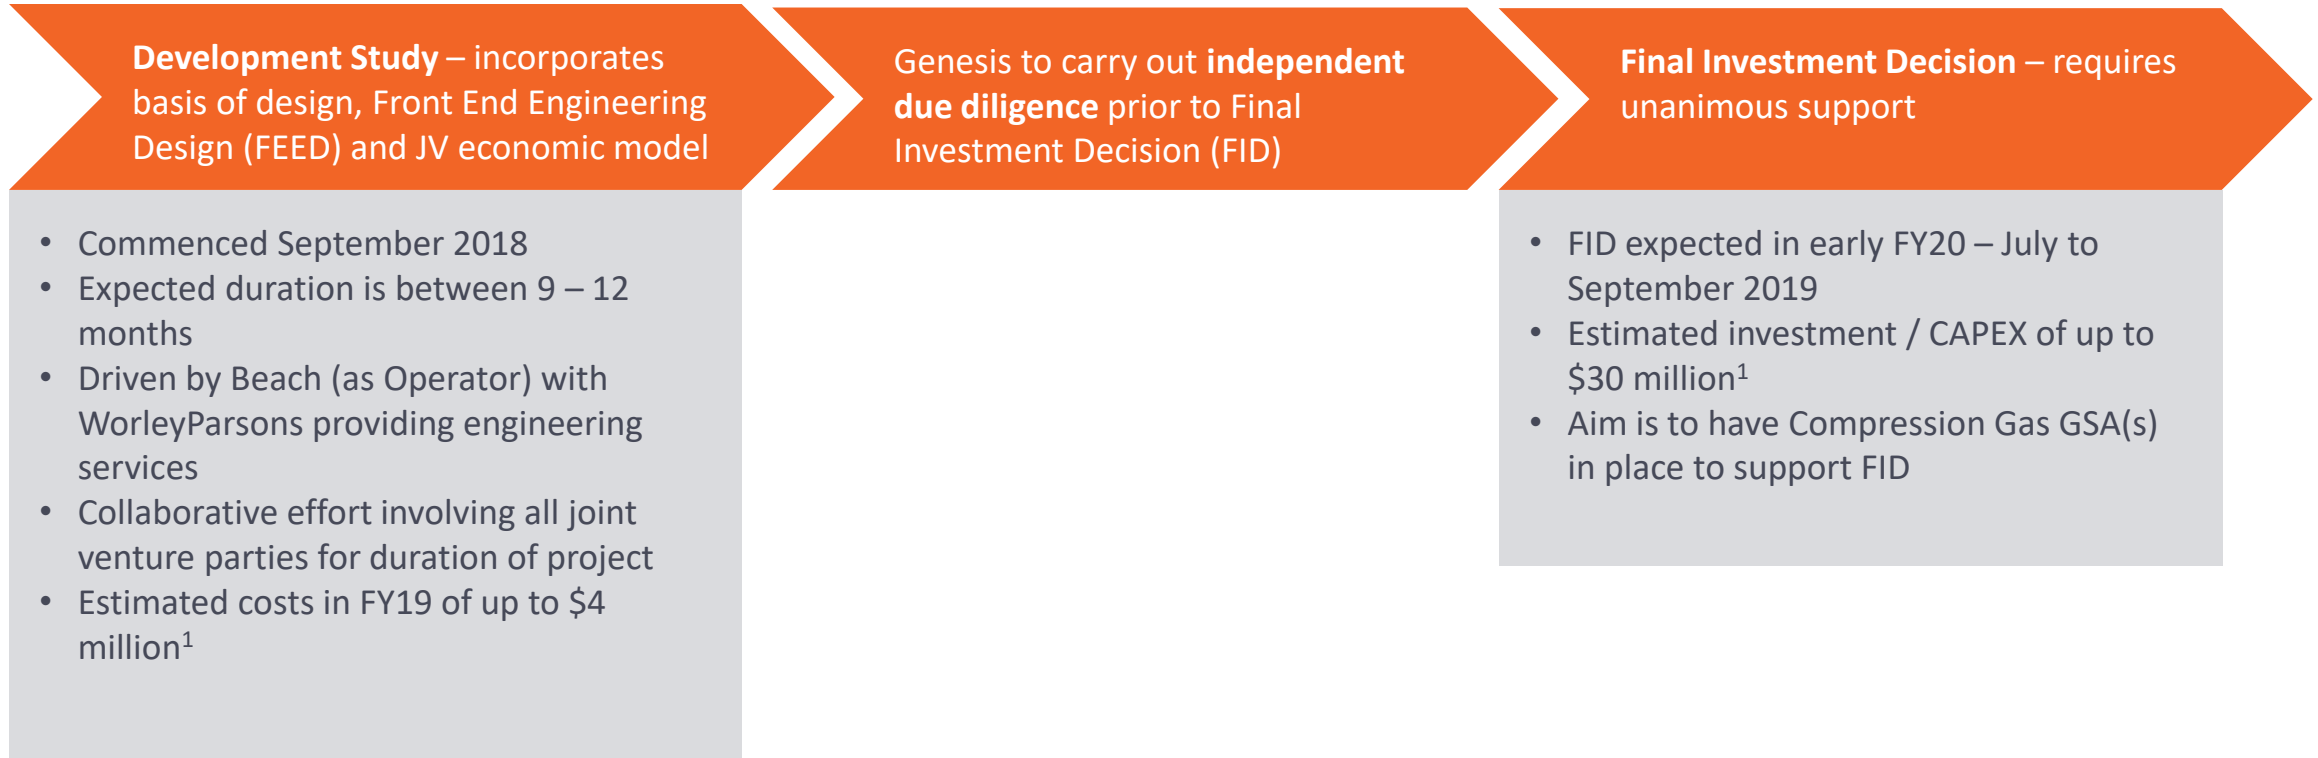 Development Study – incorporates
basis of design, Front End Engineering
Design (FEED) and JV economic model
• Commenced September 2018
• Expected duration is between 9 – 12
months
• Driven by Beach (as Operator) with
WorleyParsons providing engineering
services
• Collaborative effort involving all joint
venture parties for duration of project
• Estimated costs in FY19 of up to $4
million¹
Genesis to carry out independent
due diligence prior to Final
Investment Decision (FID)
Final Investment Decision – requires
unanimous support
• FID expected in early FY20 – July to
September 2019
• Estimated investment / CAPEX of up to
$30 million¹
• Aim is to have Compression Gas GSA(s)
in place to support FID